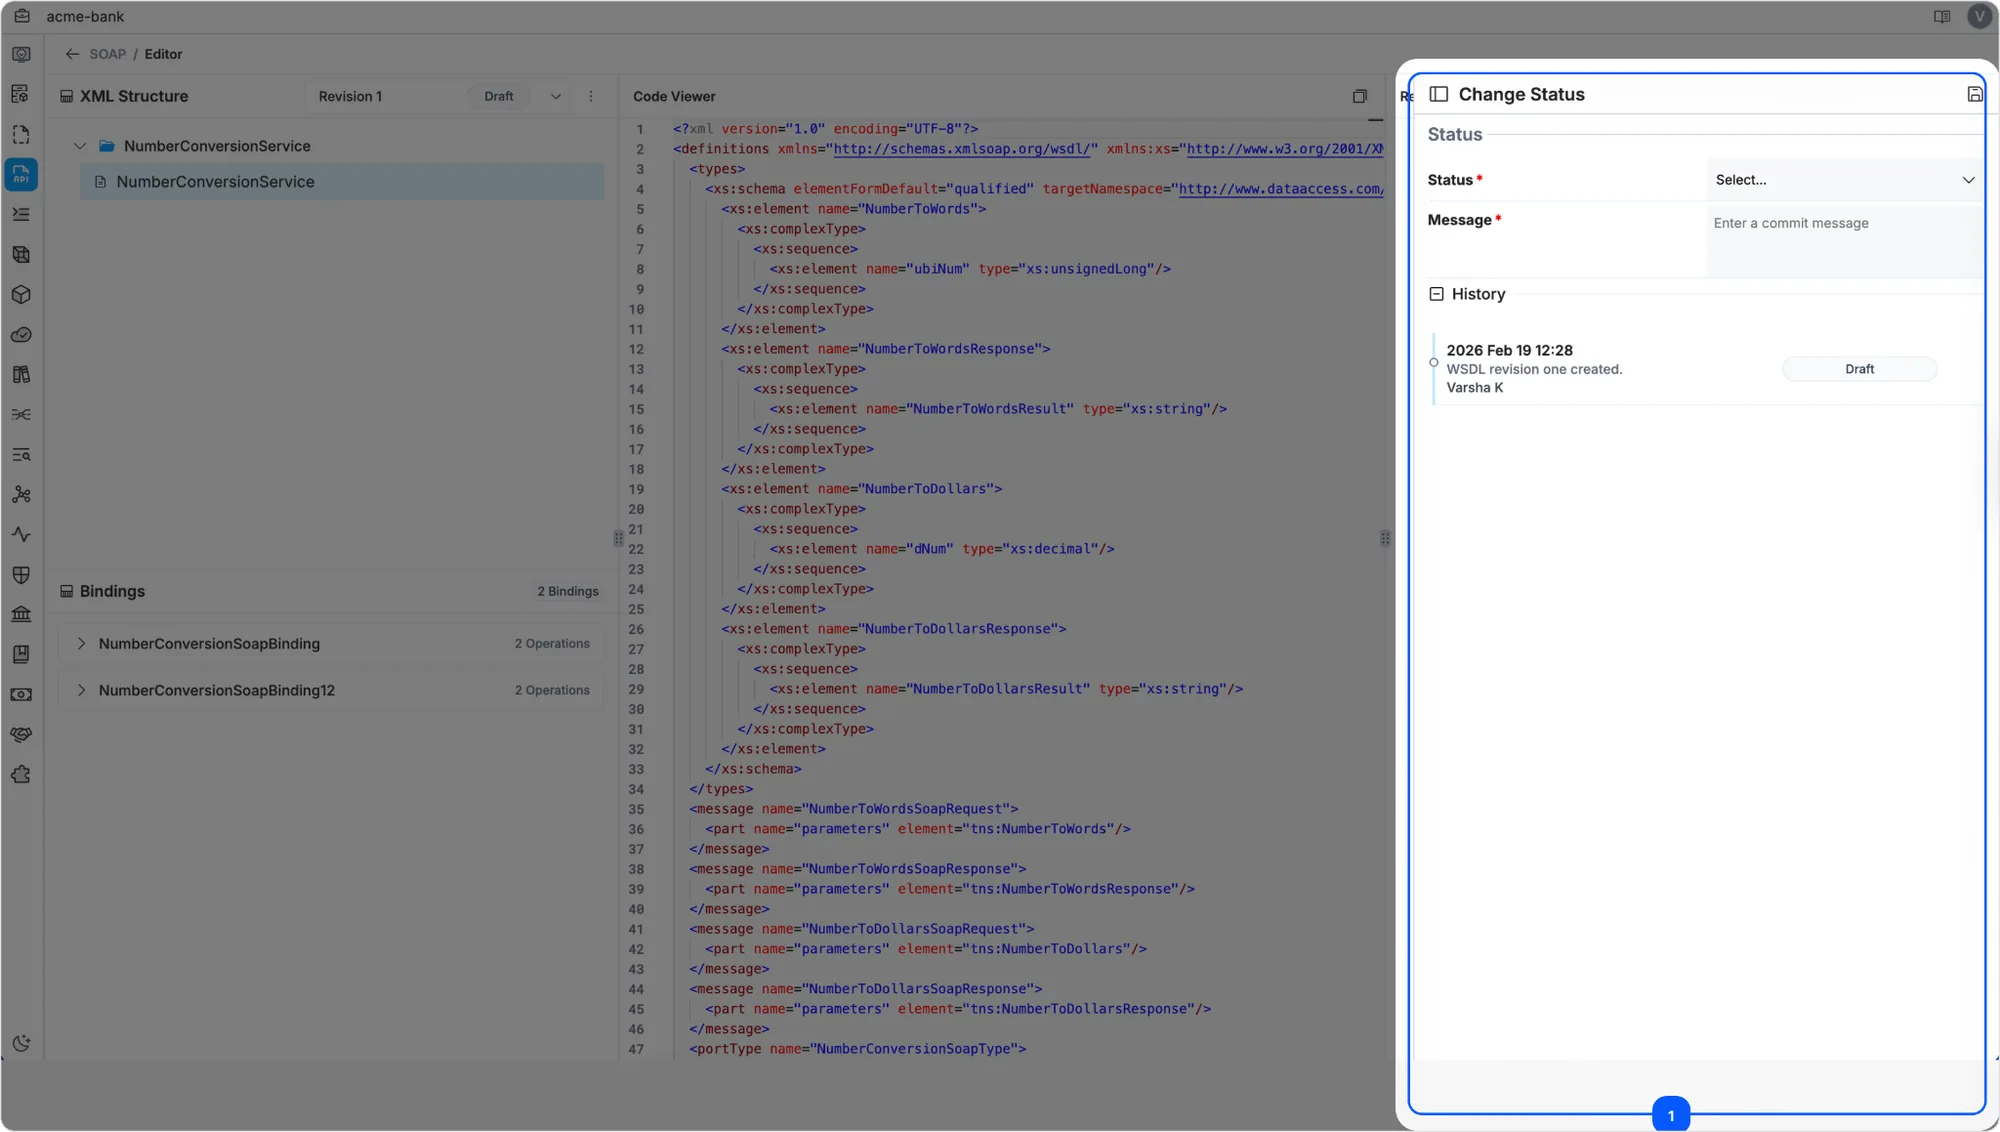 acme-bank
V
SOAP / Editor
XML Structure
Revision 1
Draft
NumberConversionService
NumberConversionService
Bindings
2 Bindings
NumberConversionSoapBinding
2 Operations
NumberConversionSoapBinding12
2 Operations
API
Code Viewer
1 <?xml version="1.0" encoding="UTF-8"?>
2 <definitions xmlns="http://schemas.xmlsoap.org/wsdl/" xmlns:xs="http://www.w3.org/2001/XM
3 <types>
4 <xs:schema elementFormDefault="qualified" targetNamespace="http://www.dataaccess.com/
5 <xs:element name="NumberToWords">
6 <xs:complexType>
7 <xs:sequence>
8 <xs:element name="ubiNum" type="xs:unsignedLong"/>
9 </xs:sequence>
10 </xs:complexType>
11 </xs:element>
12 <xs:element name="NumberToWordsResponse">
13 <xs:complexType>
14 <xs:sequence>
15 <xs:element name="NumberToWordsResult" type="xs:string"/>
16 </xs:sequence>
17 </xs:complexType>
18 </xs:element>
19 <xs:element name="NumberToDollars">
20 <xs:complexType>
21 <xs:sequence>
22 <xs:element name="dNum" type="xs:decimal"/>
23 </xs:sequence>
24 </xs:complexType>
25 </xs:element>
26 <xs:element name="NumberToDollarsResponse">
27 <xs:complexType>
28 <xs:sequence>
29 <xs:element name="NumberToDollarsResult" type="xs:string"/>
30 </xs:sequence>
31 </xs:complexType>
32 </xs:element>
33 </xs:schema>
34 </types>
35 <message name="NumberToWordsSoapRequest">
36 <part name="parameters" element="tns:NumberToWords"/>
37 </message>
38 <message name="NumberToWordsSoapResponse">
39 <part name="parameters" element="tns:NumberToWordsResponse"/>
40 </message>
41 <message name="NumberToDollarsSoapRequest">
42 <part name="parameters" element="tns:NumberToDollars"/>
43 </message>
44 <message name="NumberToDollarsSoapResponse">
45 <part name="parameters" element="tns:NumberToDollarsResponse"/>
46 </message>
47 <portType name="NumberConversionSoapType">
Change Status
Status
Status *
Select...
Message *
Enter a commit message
History
2026 Feb 19 12:28
WSDL revision one created.
Varsha K
Draft
1